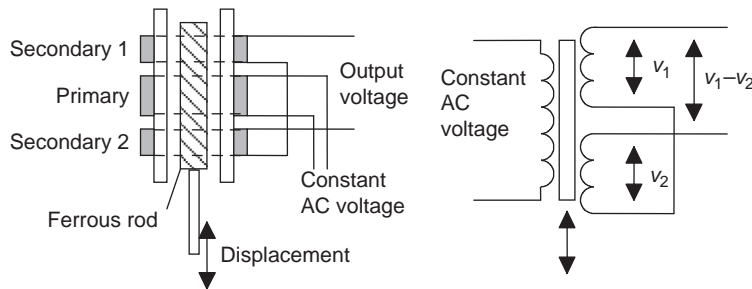 Secondary 1
Primary
Secondary 2
Ferrous rod
Output
voltage
Constant
AC voltage
Displacement
Constant
AC
voltage
v₁
v₁–v₂
v₂